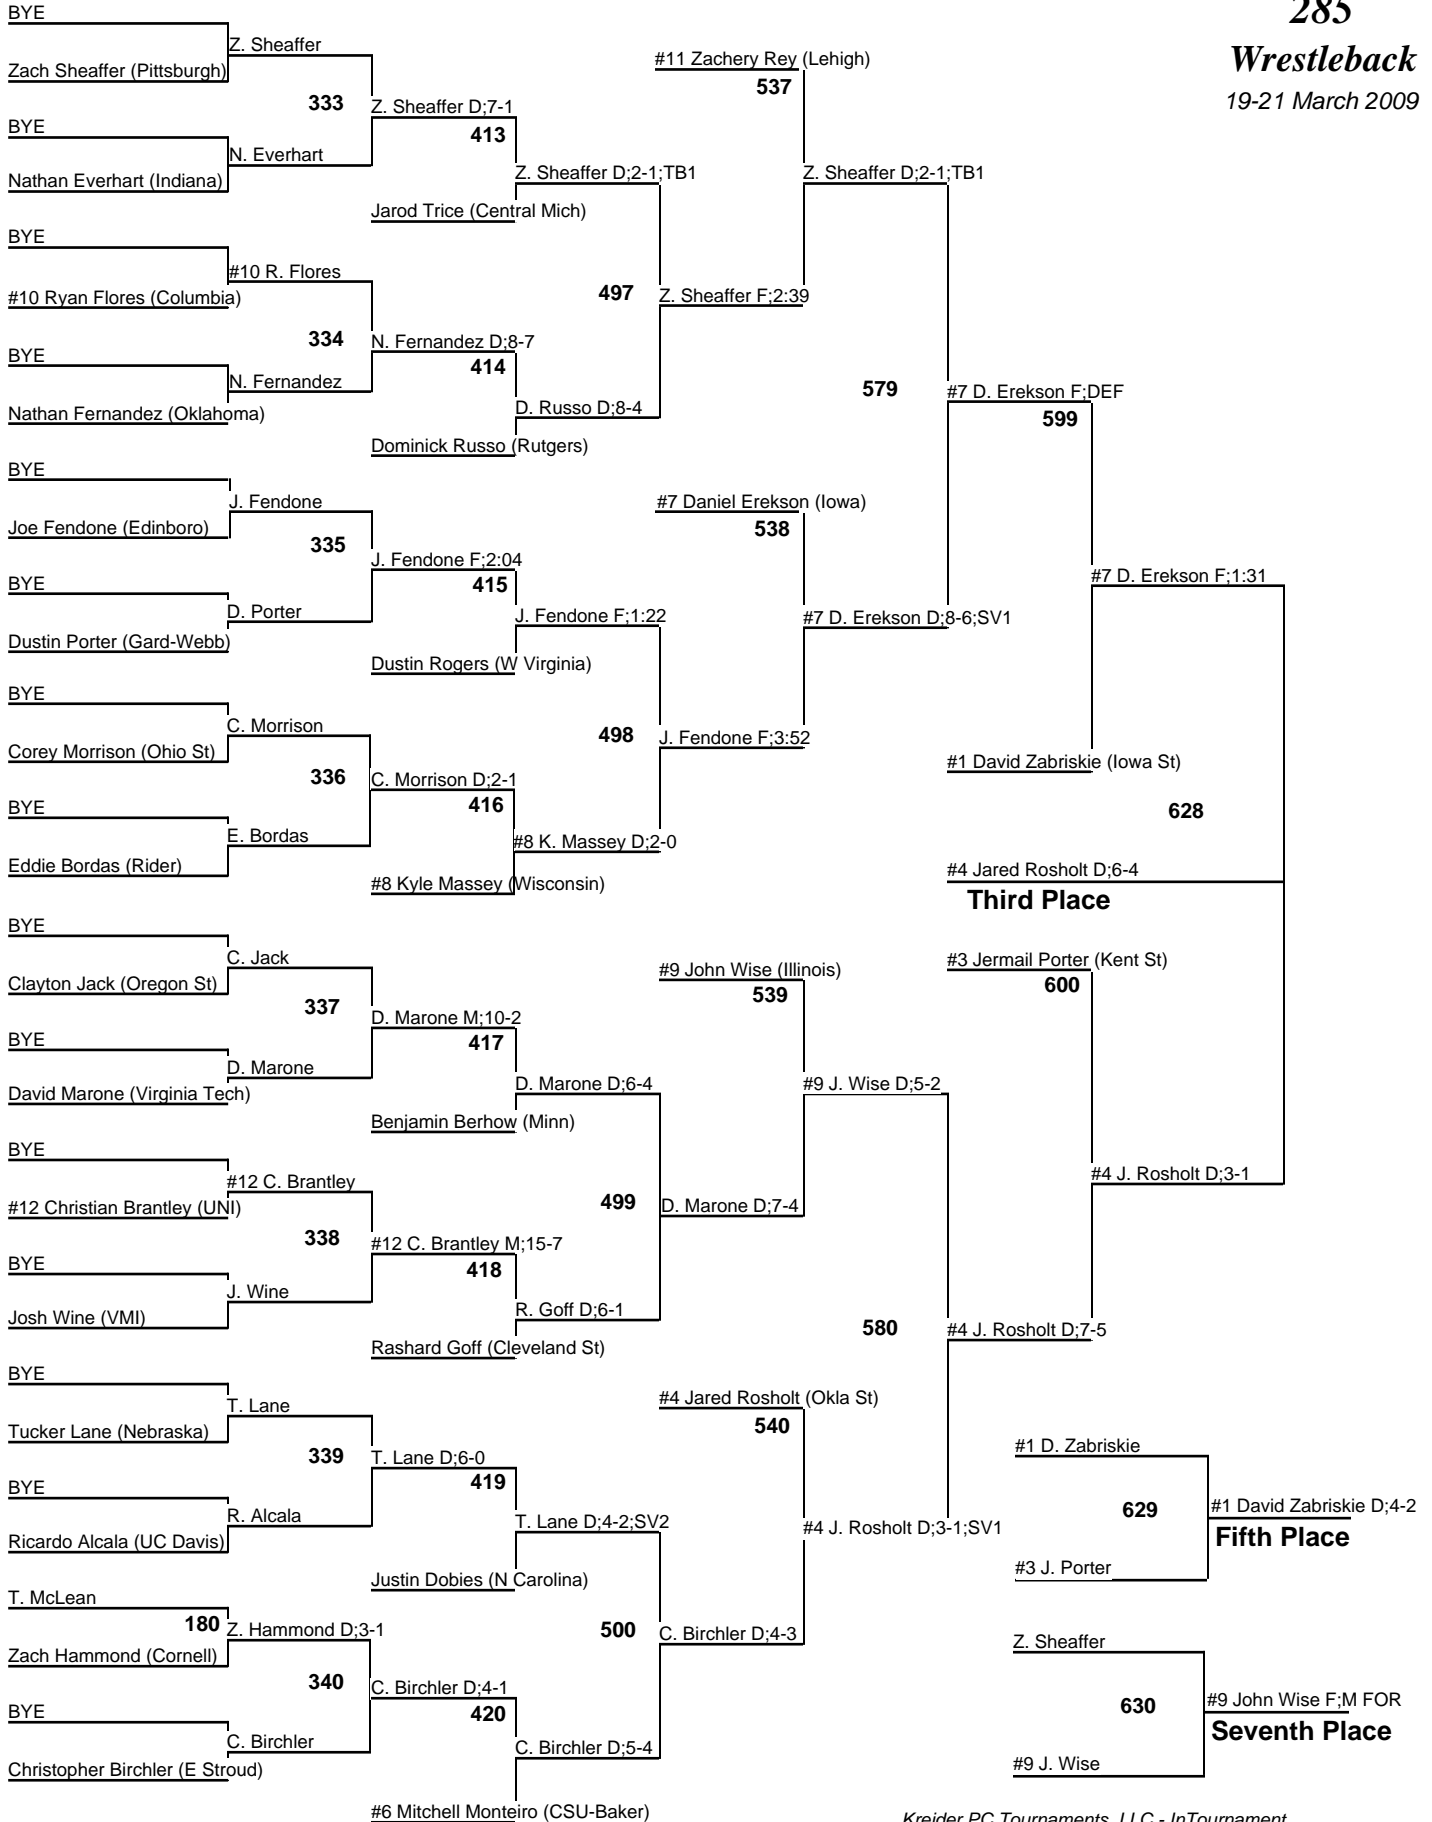 285
Wrestleback
19-21 March 2009
BYE
Z. Sheaffer
Zach Sheaffer (Pittsburgh)
333
Z. Sheaffer D;7-1
413
BYE
N. Everhart
Nathan Everhart (Indiana)
Z. Sheaffer D;2-1;TB1
Jarod Trice (Central Mich)
#11 Zachery Rey (Lehigh)
537
Z. Sheaffer D;2-1;TB1
BYE
#10 R. Flores
#10 Ryan Flores (Columbia)
497
Z. Sheaffer F;2:39
334
N. Fernandez D;8-7
414
BYE
N. Fernandez
Nathan Fernandez (Oklahoma)
D. Russo D;8-4
Dominick Russo (Rutgers)
579
#7 D. Erekson F;DEF
599
BYE
J. Fendone
Joe Fendone (Edinboro)
#7 Daniel Erekson (Iowa)
538
335
J. Fendone F;2:04
415
#7 D. Erekson F;1:31
BYE
D. Porter
Dustin Porter (Gard-Webb)
J. Fendone F;1:22
#7 D. Erekson D;8-6;SV1
Dustin Rogers (W Virginia)
BYE
C. Morrison
Corey Morrison (Ohio St)
498
J. Fendone F;3:52
#1 David Zabriskie (Iowa St)
336
C. Morrison D;2-1
416
628
BYE
E. Bordas
Eddie Bordas (Rider)
#8 K. Massey D;2-0
#8 Kyle Massey (Wisconsin)
#4 Jared Rosholt D;6-4
Third Place
BYE
C. Jack
Clayton Jack (Oregon St)
#9 John Wise (Illinois)
539
#3 Jermail Porter (Kent St)
600
337
D. Marone M;10-2
417
BYE
D. Marone
David Marone (Virginia Tech)
D. Marone D;6-4
#9 J. Wise D;5-2
Benjamin Berhow (Minn)
BYE
#12 C. Brantley
#12 Christian Brantley (UNI)
499
D. Marone D;7-4
#4 J. Rosholt D;3-1
338
#12 C. Brantley M;15-7
418
BYE
J. Wine
Josh Wine (VMI)
R. Goff D;6-1
Rashard Goff (Cleveland St)
580
#4 J. Rosholt D;7-5
BYE
T. Lane
Tucker Lane (Nebraska)
#4 Jared Rosholt (Okla St)
540
339
T. Lane D;6-0
419
#1 D. Zabriskie
BYE
R. Alcala
Ricardo Alcala (UC Davis)
T. Lane D;4-2;SV2
#4 J. Rosholt D;3-1;SV1
629
#1 David Zabriskie D;4-2
Fifth Place
Justin Dobies (N Carolina)
#3 J. Porter
T. McLean
180
Z. Hammond D;3-1
Zach Hammond (Cornell)
500
C. Birchler D;4-3
Z. Sheaffer
340
C. Birchler D;4-1
420
BYE
C. Birchler
Christopher Birchler (E Stroud)
C. Birchler D;5-4
630
#9 John Wise F;M FOR
Seventh Place
#9 J. Wise
#6 Mitchell Monteiro (CSU-Baker)
Kreider PC Tournaments, LLC - InTournament